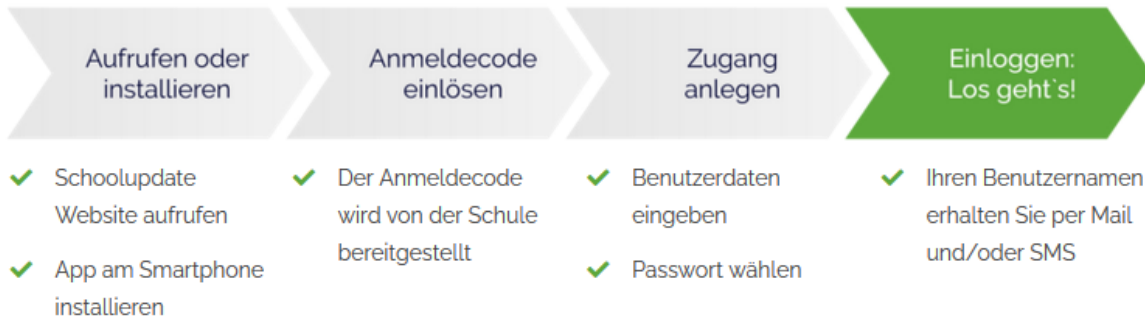 Aufrufen oder
installieren
Anmeldecode
einlösen
Zugang
anlegen
Einloggen:
Los geht`s!
Schoolupdate
Website aufrufen
App am Smartphone
installieren
Der Anmeldecode
wird von der Schule
bereitgestellt
Benutzerdaten
eingeben
Passwort wählen
Ihren Benutzernamen
erhalten Sie per Mail
und/oder SMS